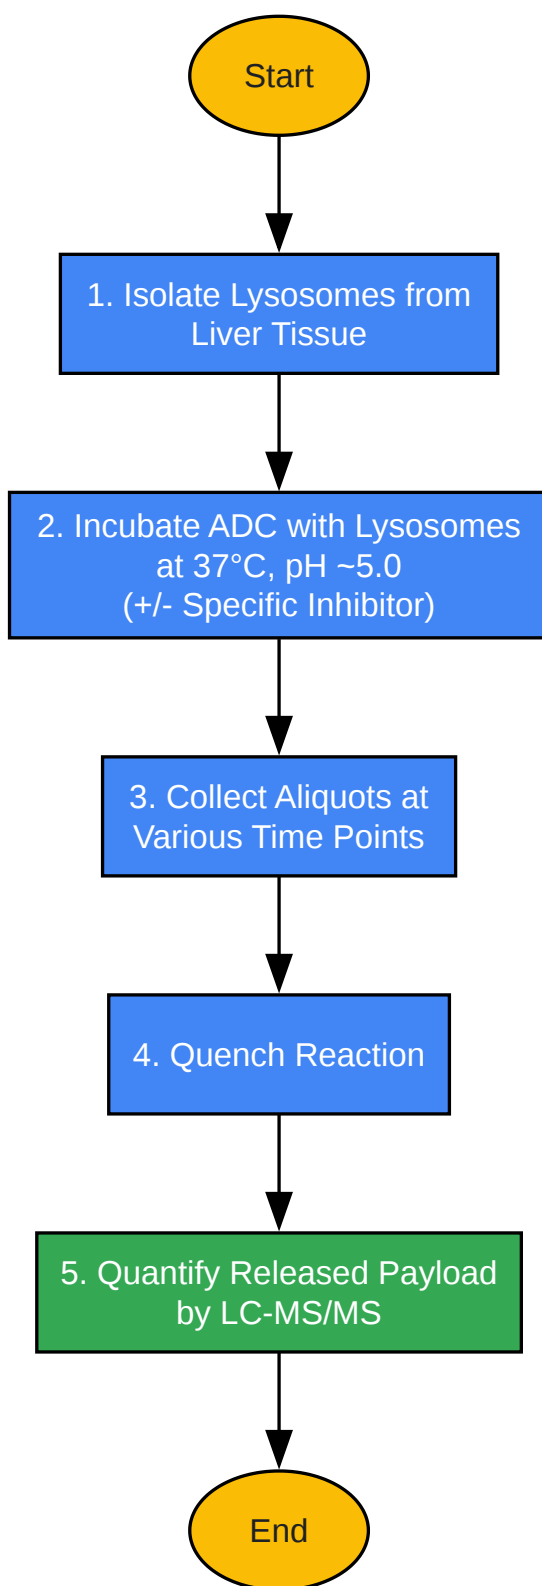 Start
1. Isolate Lysosomes from
Liver Tissue
2. Incubate ADC with Lysosomes
at 37°C, pH ~5.0
(+/- Specific Inhibitor)
3. Collect Aliquots at
Various Time Points
4. Quench Reaction
5. Quantify Released Payload
by LC-MS/MS
End